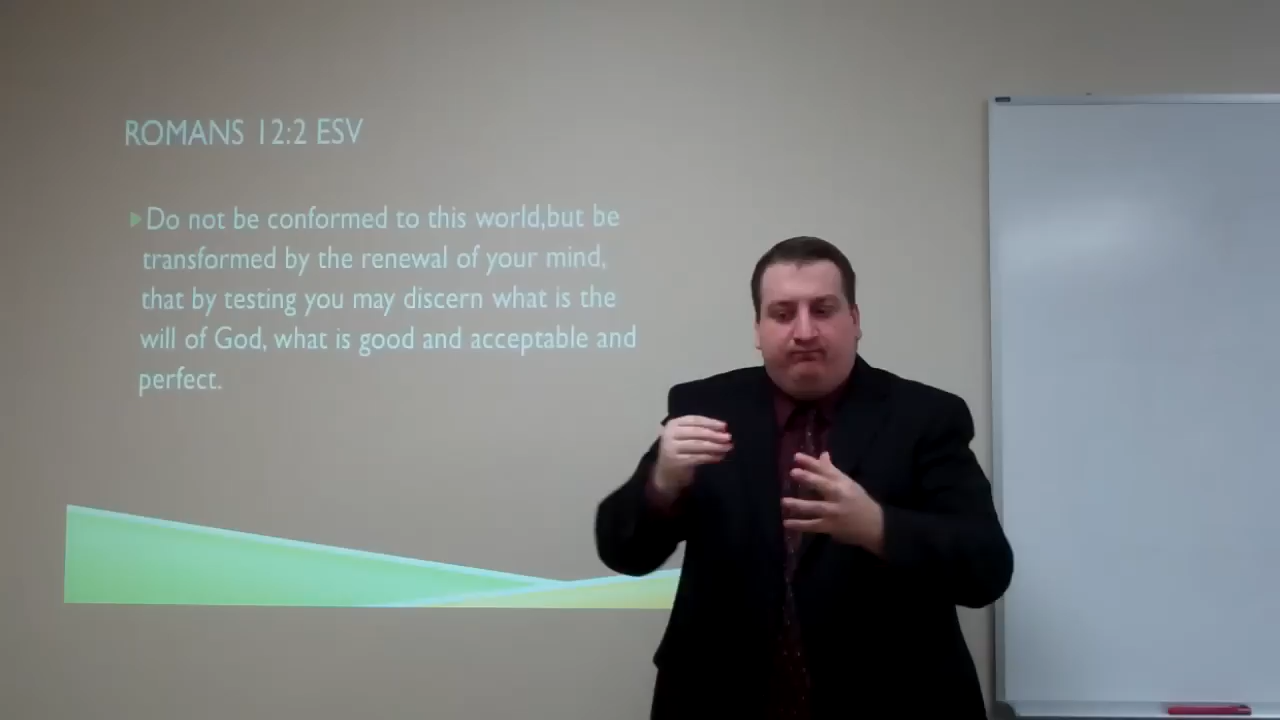 ROMANS 12:2 ESV
Do not be conformed to this world,but be
transformed by the renewal of your mind,
that by testing you may discern what is the
will of God, what is good and acceptable and
perfect.